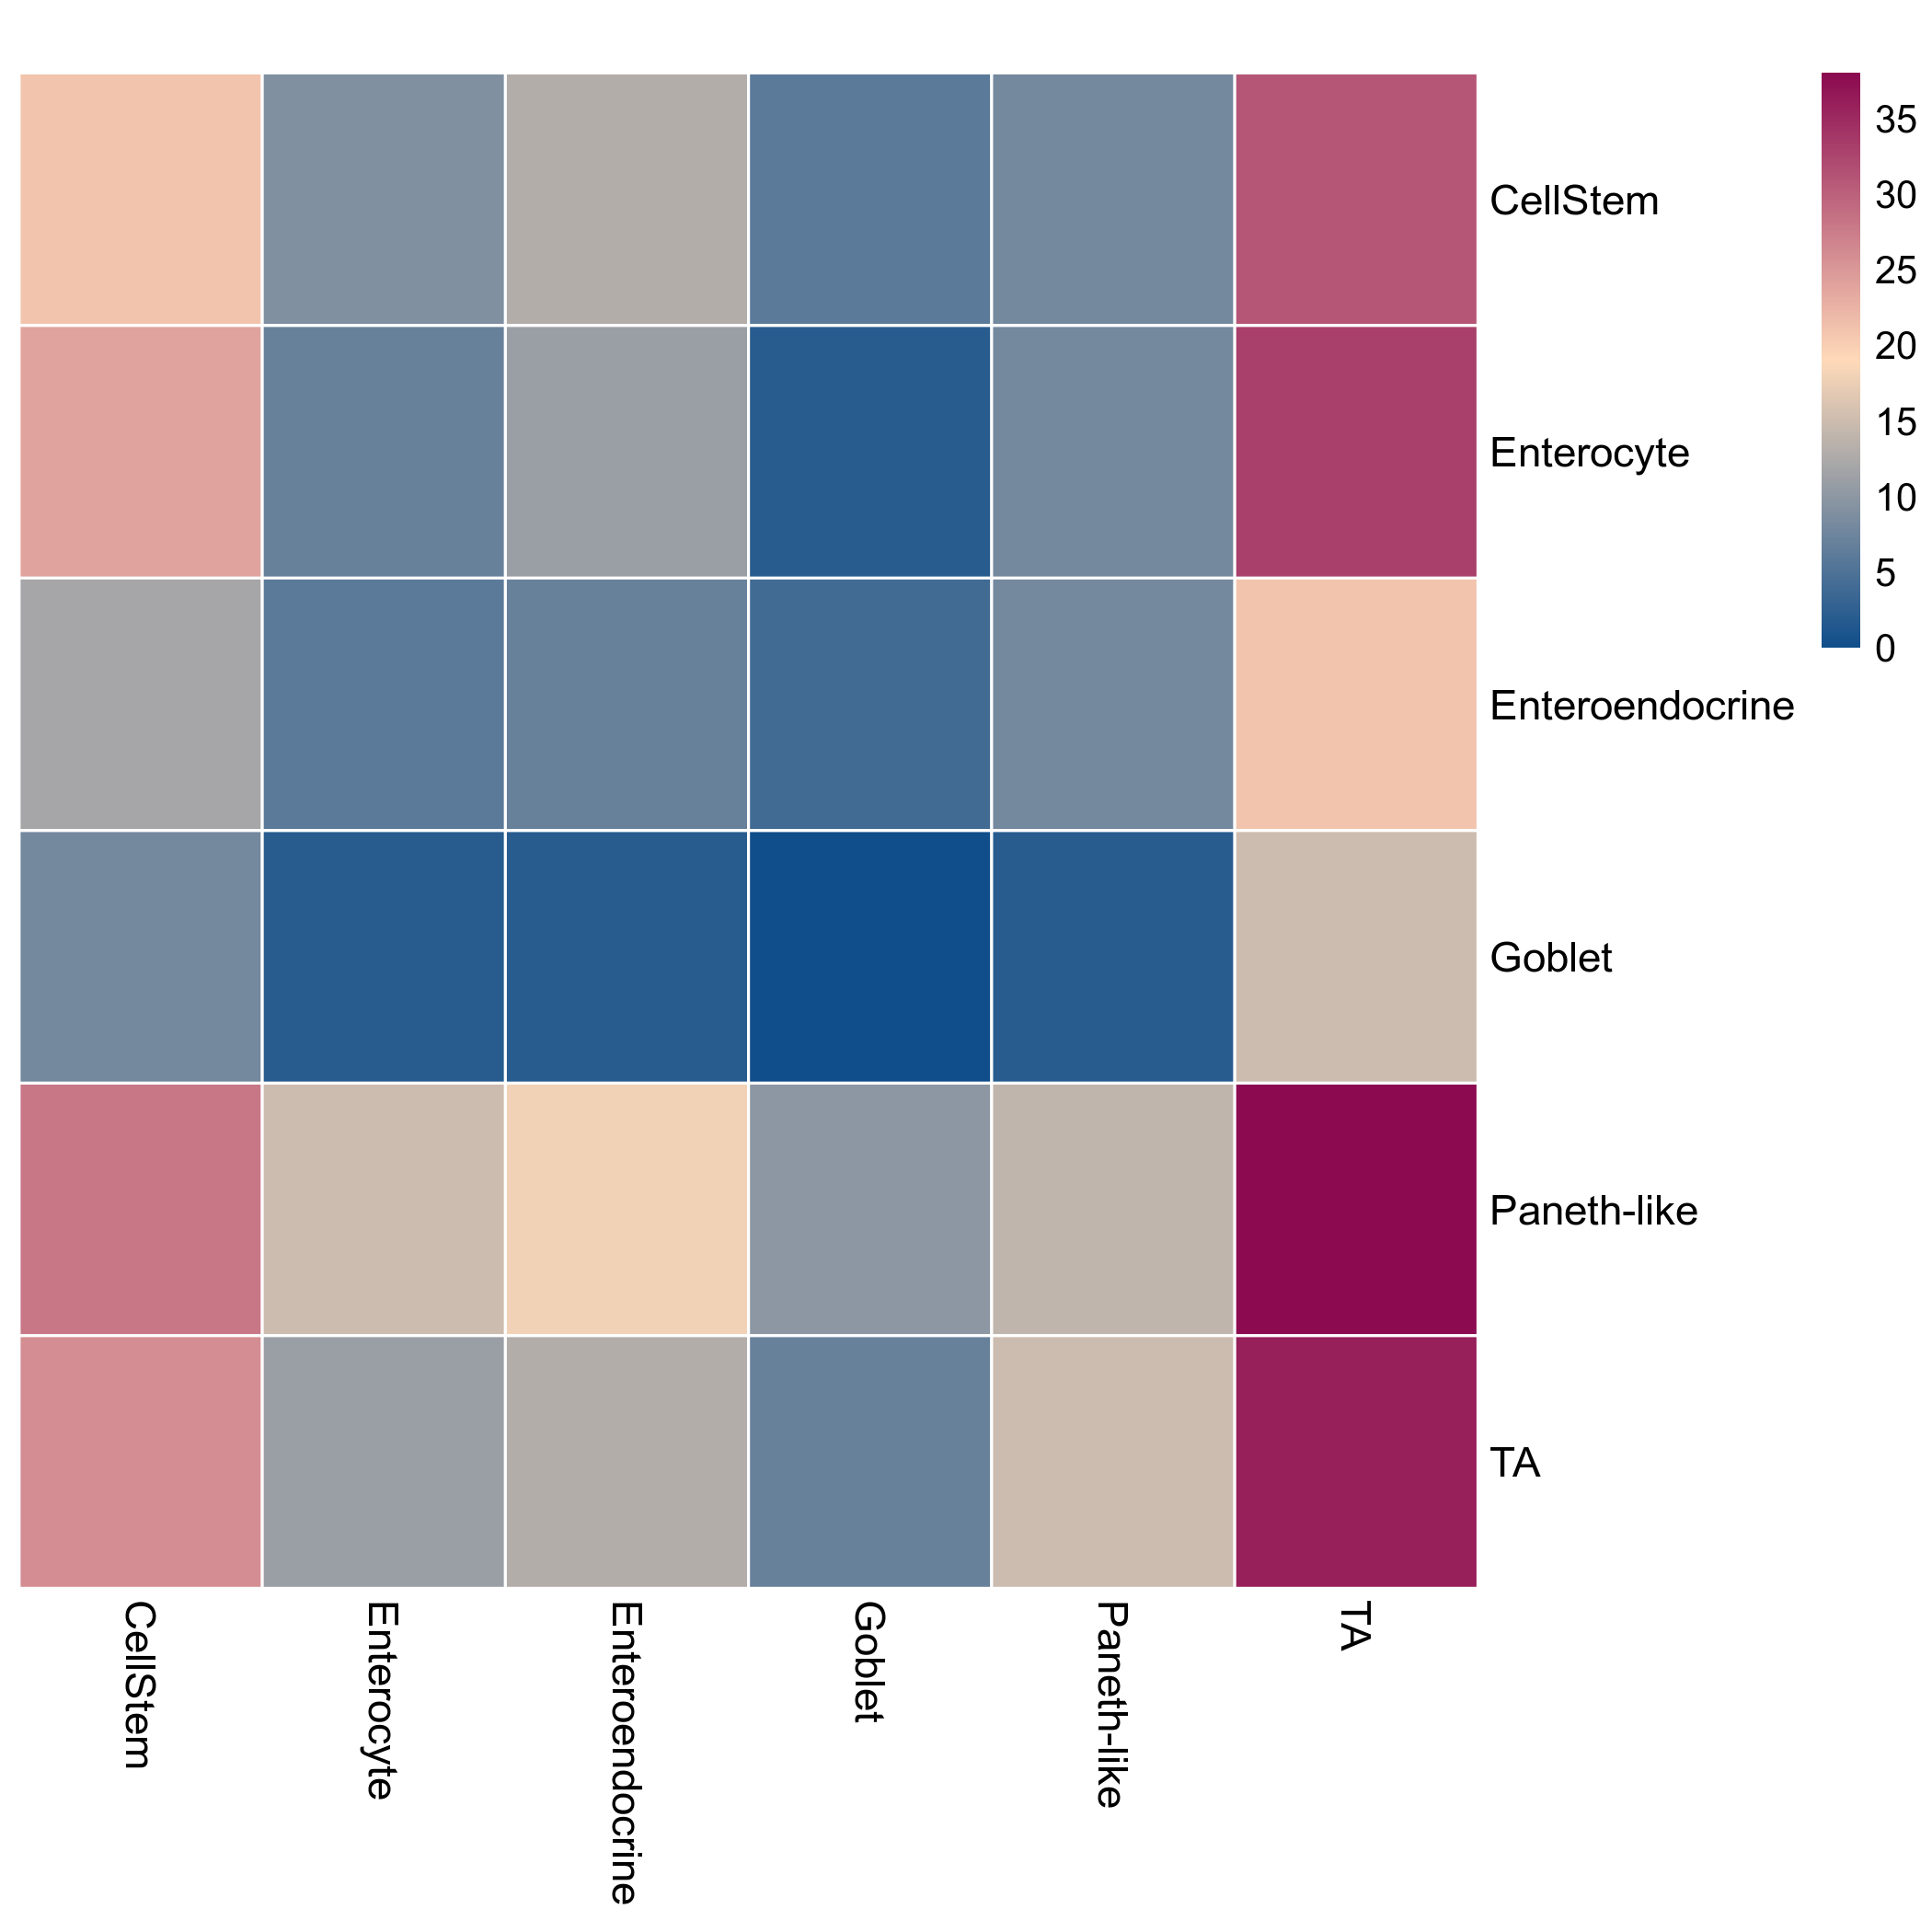 35
30
25
20
15
10
5
0
CellStem
Enterocyte
Enteroendocrine
Goblet
Paneth-like
TA
CellStem
Enterocyte
Enteroendocrine
Goblet
Paneth-like
TA